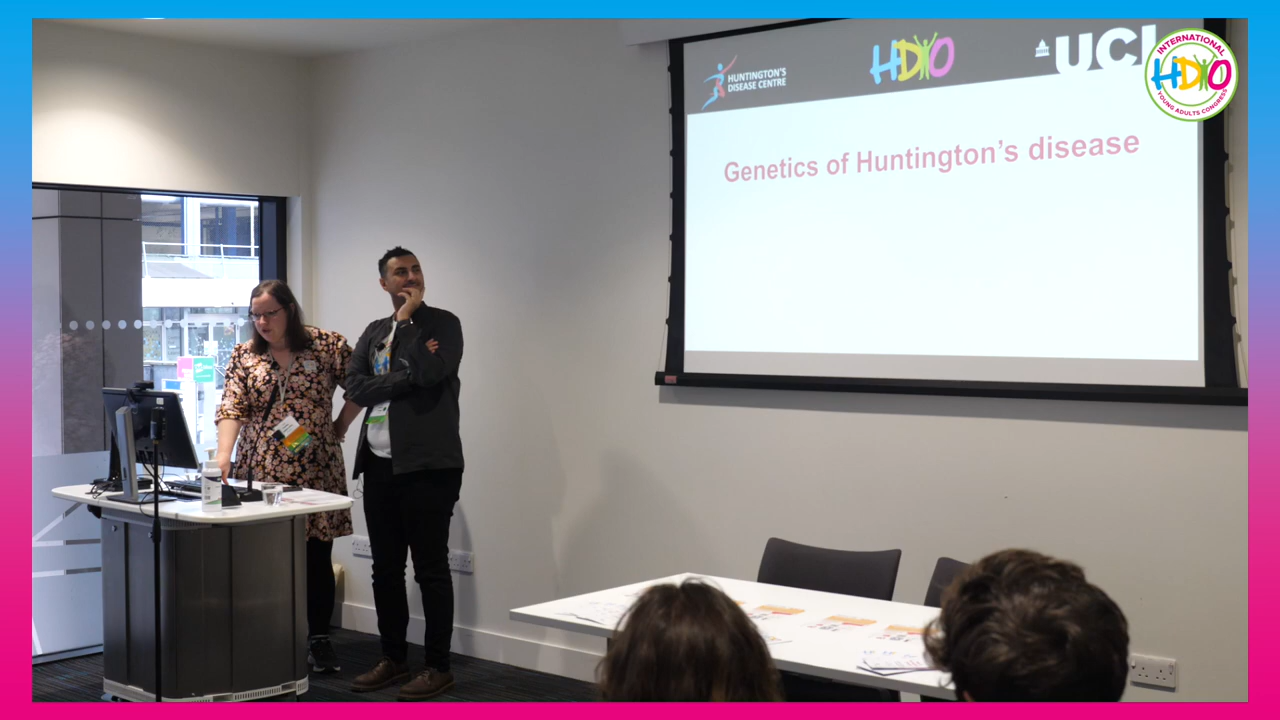 HUNTINGTON'S
DISEASE CENTRE
HDYO
UCL
INTERNATIONAL
HDYO
YOUNG ADULTS CONGRESS
Genetics of Huntington's disease